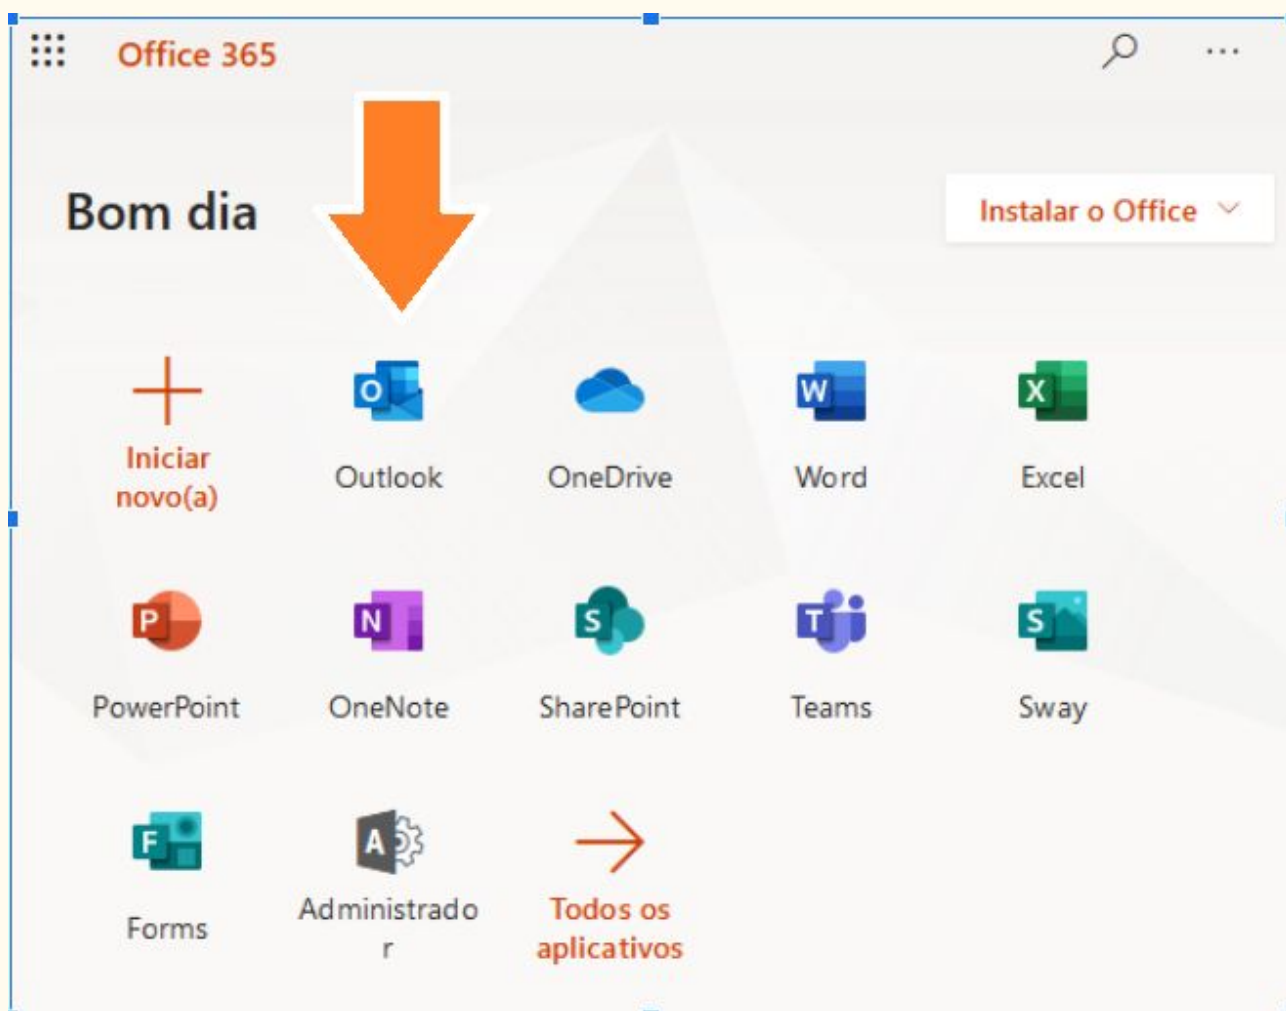 Office 365
Bom dia
Instalar o Office
Iniciar
novo(a)
Outlook
OneDrive
Word
Excel
PowerPoint
OneNote
SharePoint
Teams
Sway
Forms
Administrado
r
Todos os
aplicativos